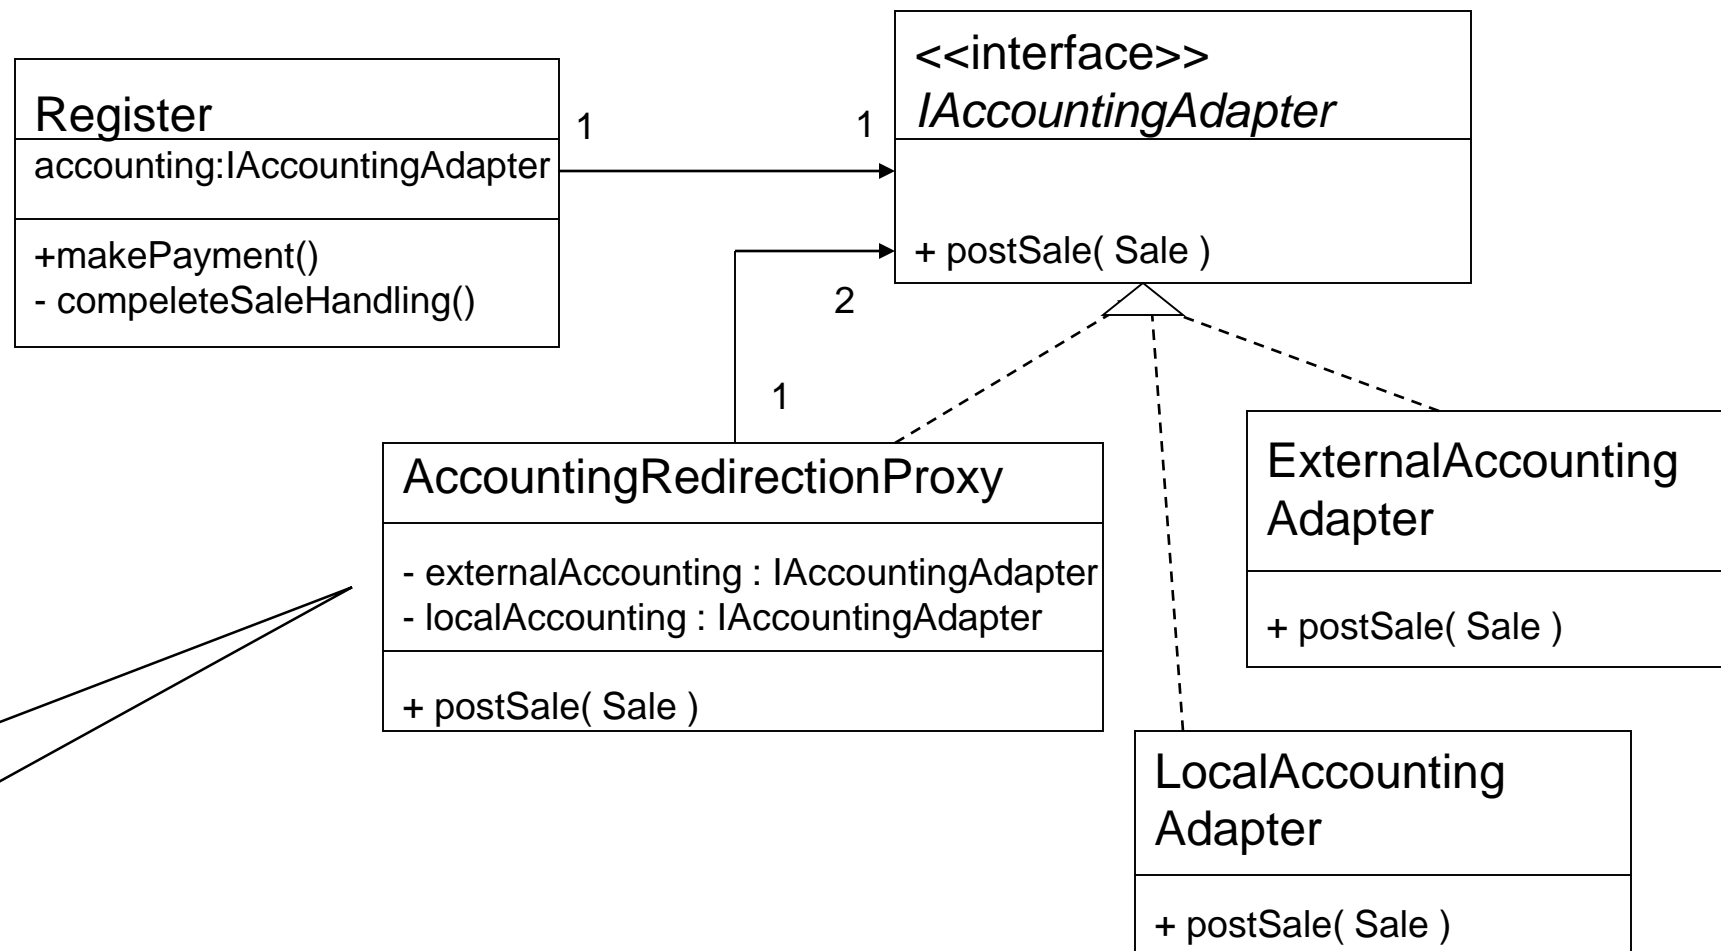 Register
accounting:IAccountingAdapter
+makePayment()
- compeleteSaleHandling()
1
1
<<interface>>
IAccountingAdapter
+ postSale( Sale )
2
1
AccountingRedirectionProxy
- externalAccounting : IAccountingAdapter
- localAccounting : IAccountingAdapter
+ postSale( Sale )
ExternalAccounting
Adapter
+ postSale( Sale )
LocalAccounting
Adapter
+ postSale( Sale )